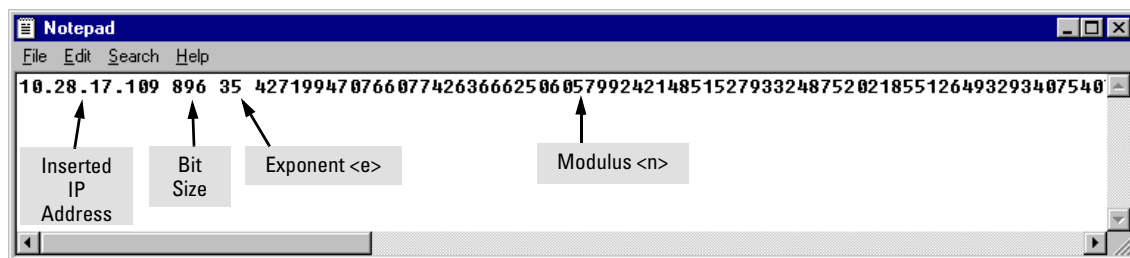 Notepad
File Edit Search Help
10.28.17.109 896 35 427199470766077426366625060579924214851527933248752021855126493293407540
Inserted
IP
Address
Bit
Size
Exponent <e>
Modulus <n>